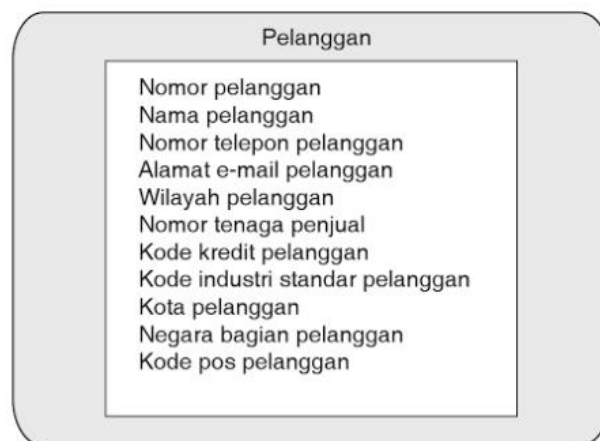 Pelanggan
Nomor pelanggan
Nama pelanggan
Nomor telepon pelanggan
Alamat e-mail pelanggan
Wilayah pelanggan
Nomor tenaga penjual
Kode kredit pelanggan
Kode industri standar pelanggan
Kota pelanggan
Negara bagian pelanggan
Kode pos pelanggan